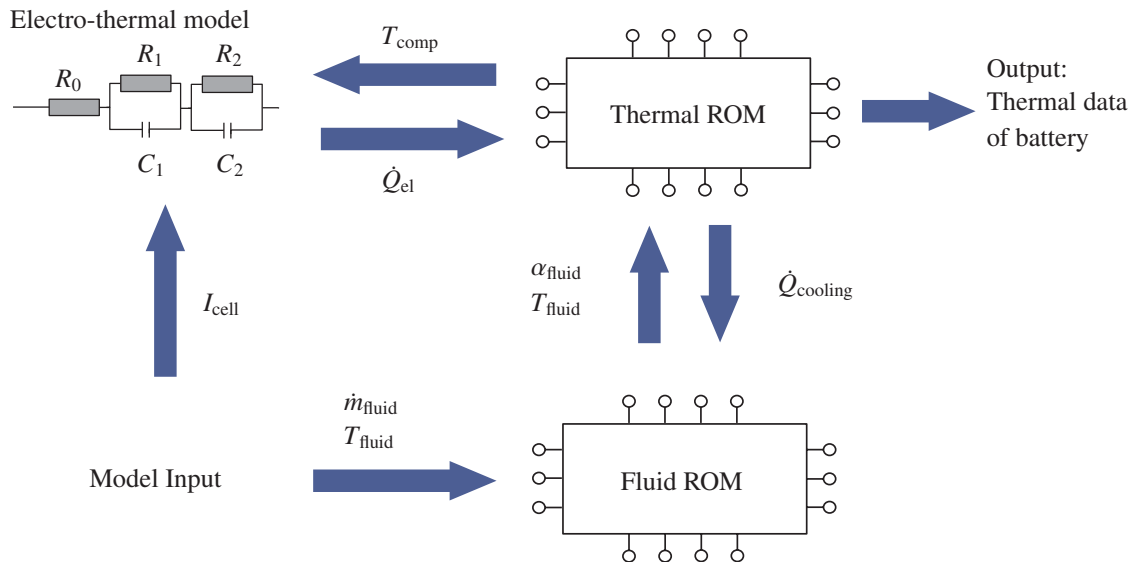 Electro-thermal model
R0
R1
R2
C1
C2
Tcomp
Q̇el
Thermal ROM
Output:
Thermal data
of battery
Icell
αfluid
Tfluid
Q̇cooling
ṁfluid
Tfluid
Model Input
Fluid ROM